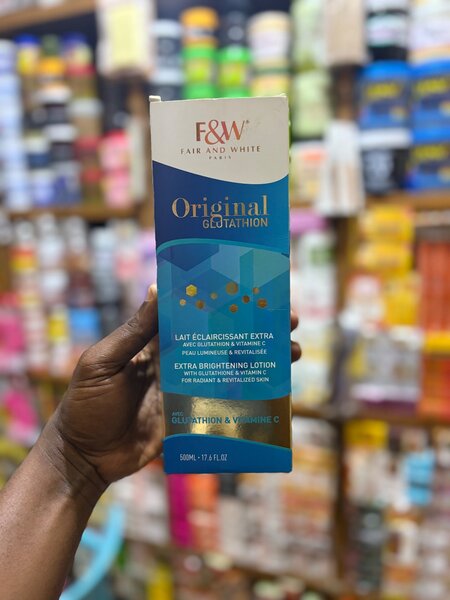 F&W
FAIR AND WHITE
PARIS
Original
GLUTATHION
LAIT ÉCLAIRCISSANT EXTRA
AVEC GLUTATHION & VITAMINE C
PEAU LUMINEUSE & REVITALISÉE
EXTRA BRIGHTENING LOTION
WITH GLUTATHIONE & VITAMIN C
FOR RADIANT & REVITALIZED SKIN
AVEC
GLUTATHION & VITAMINE C
500ML - 17.6 FL.OZ